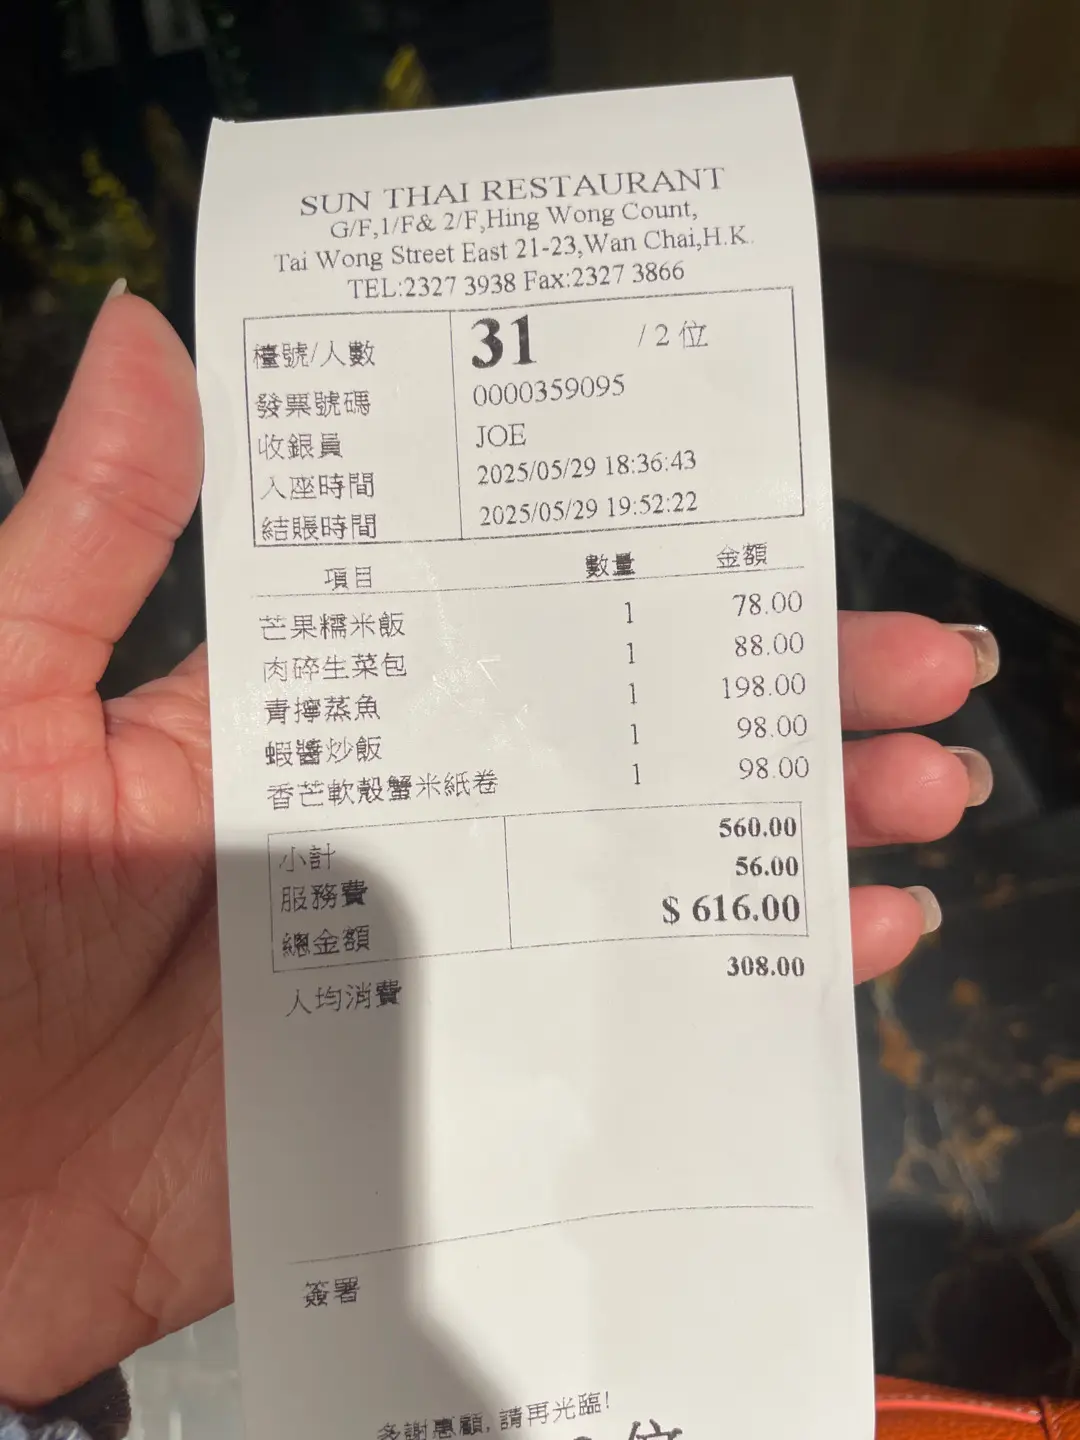 SUN THAI RESTAURANT
G/F,1/F& 2/F,Hing Wong Count,
Tai Wong Street East 21-23,Wan Chai,H.K.
TEL:2327 3938 Fax:2327 3866
檯號/人數 31 / 2 位
發票號碼 0000359095
收銀員 JOE
入座時間 2025/05/29 18:36:43
結賬時間 2025/05/29 19:52:22
項目 數量 金額
芒果糯米飯 1 78.00
肉碎生菜包 1 88.00
青擰蒸魚 1 198.00
蝦醬炒飯 1 98.00
香芒軟殼蟹米紙卷 1 98.00
小計 560.00
服務費 56.00
總金額 $ 616.00
人均消費 308.00
簽署
多謝惠顧, 請再光臨!
位